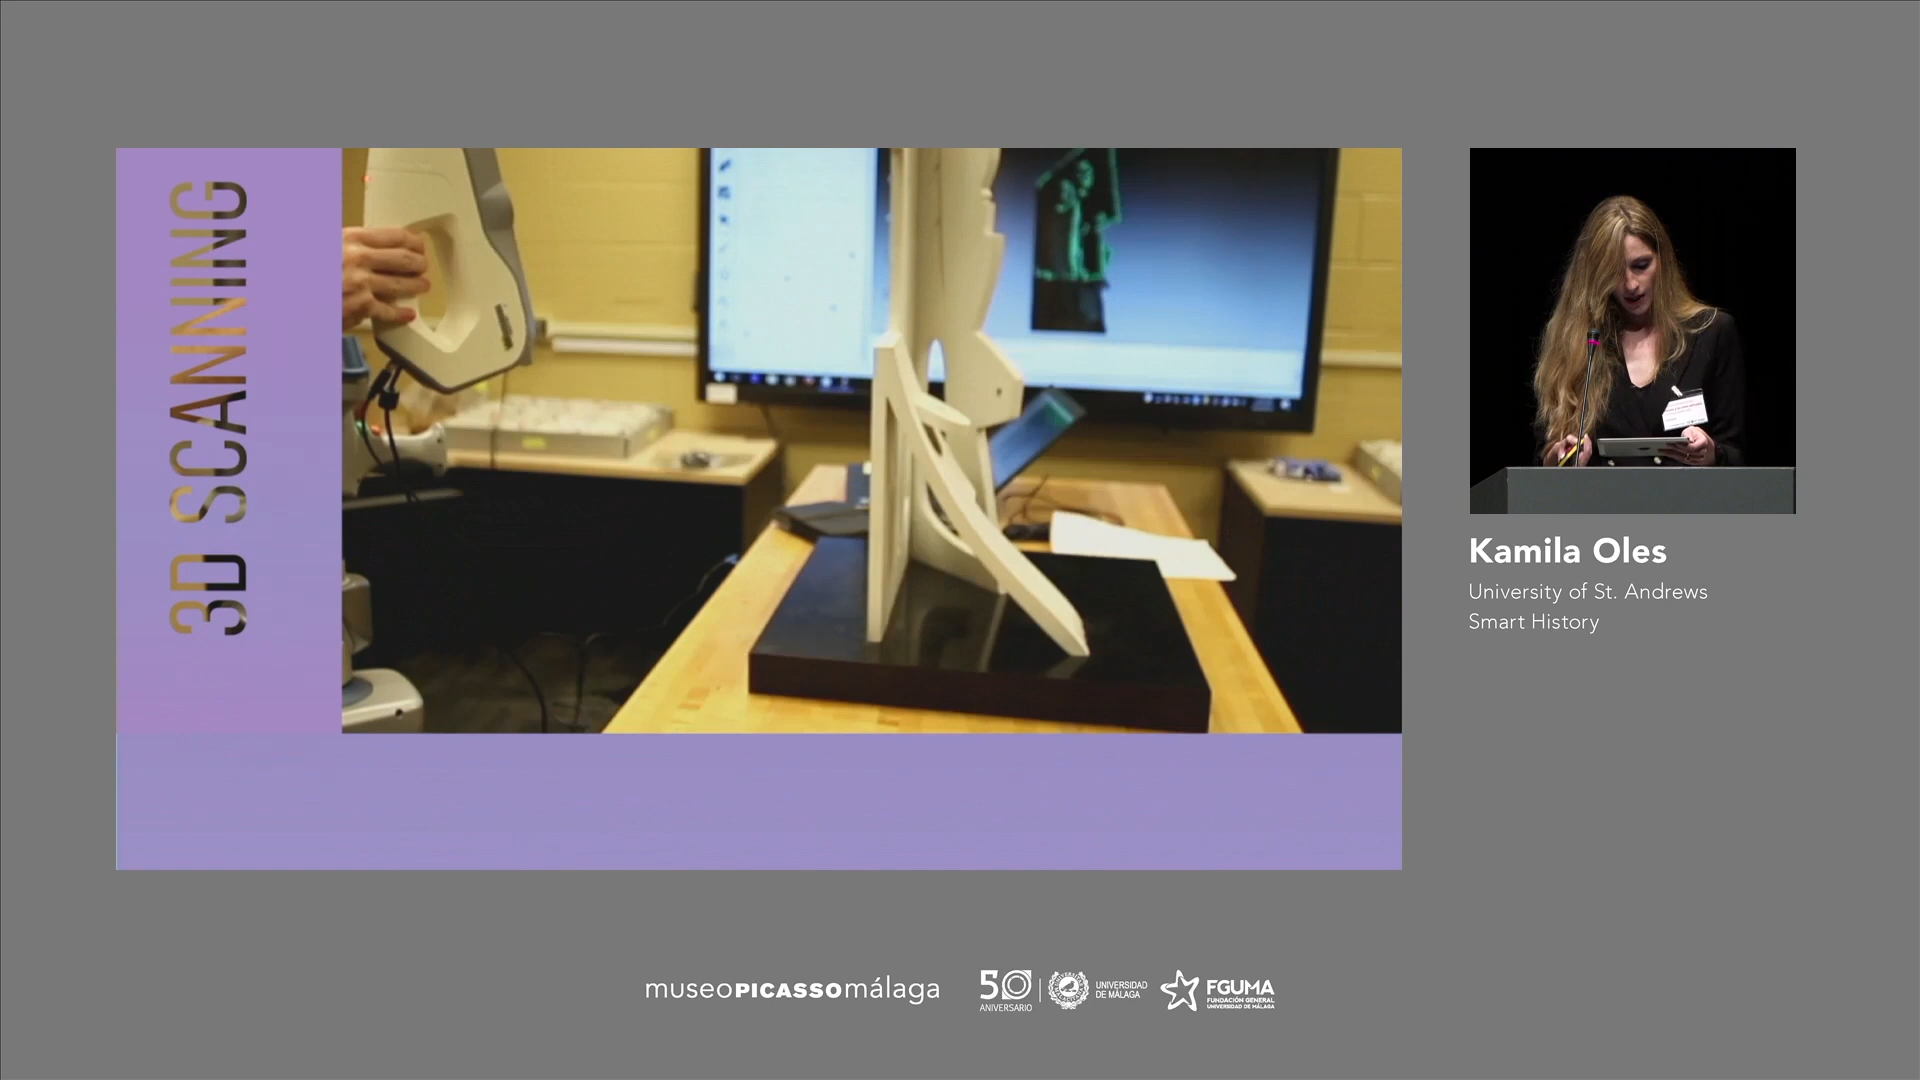 3D SCANNING
Kamila Oles
University of St. Andrews
Smart History
museoPICASSOmálaga
50
ANIVERSARIO
UNIVERSIDAD
DE MÁLAGA
FGUMA
FUNDACIÓN GENERAL
UNIVERSIDAD DE MÁLAGA